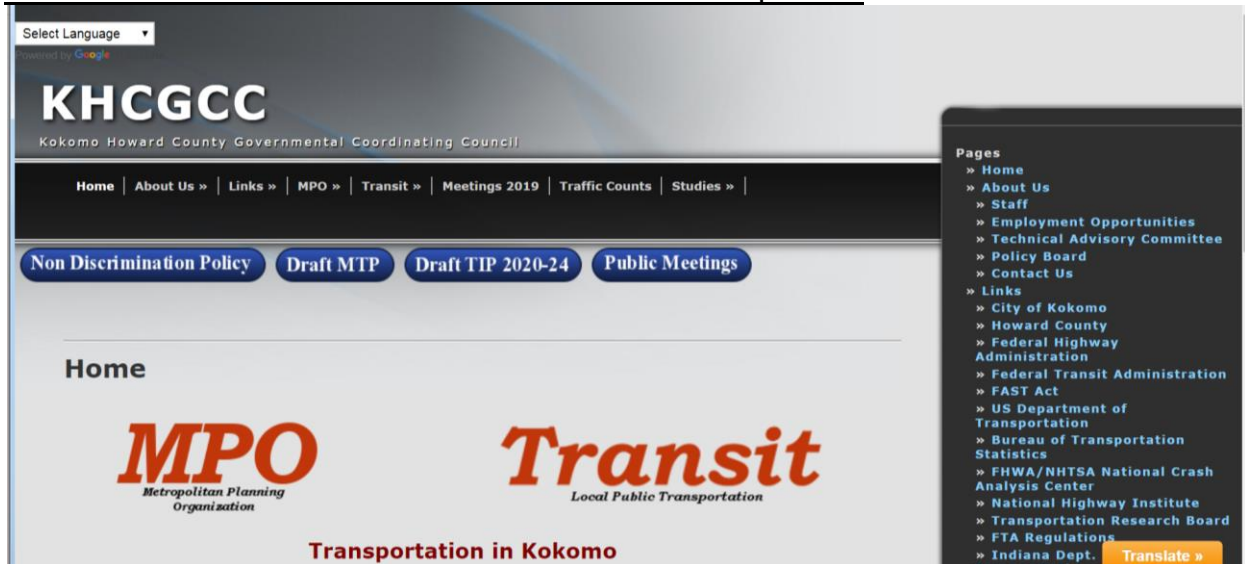 Select Language
Powered by Google
KHCGCC
Kokomo Howard County Governmental Coordinating Council
Home | About Us » | Links » | MPO » | Transit » | Meetings 2019 | Traffic Counts | Studies » |
Non Discrimination Policy Draft MTP Draft TIP 2020-24 Public Meetings
Home
MPO
Metropolitan Planning
Organization
Transit
Local Public Transportation
Transportation in Kokomo
Pages
» Home
» About Us
» Staff
» Employment Opportunities
» Technical Advisory Committee
» Policy Board
» Contact Us
» Links
» City of Kokomo
» Howard County
» Federal Highway
Administration
» Federal Transit Administration
» FAST Act
» US Department of
Transportation
» Bureau of Transportation
Statistics
» FHWA/NHTSA National Crash
Analysis Center
» National Highway Institute
» Transportation Research Board
» FTA Regulations
» Indiana Dept.
Translate »